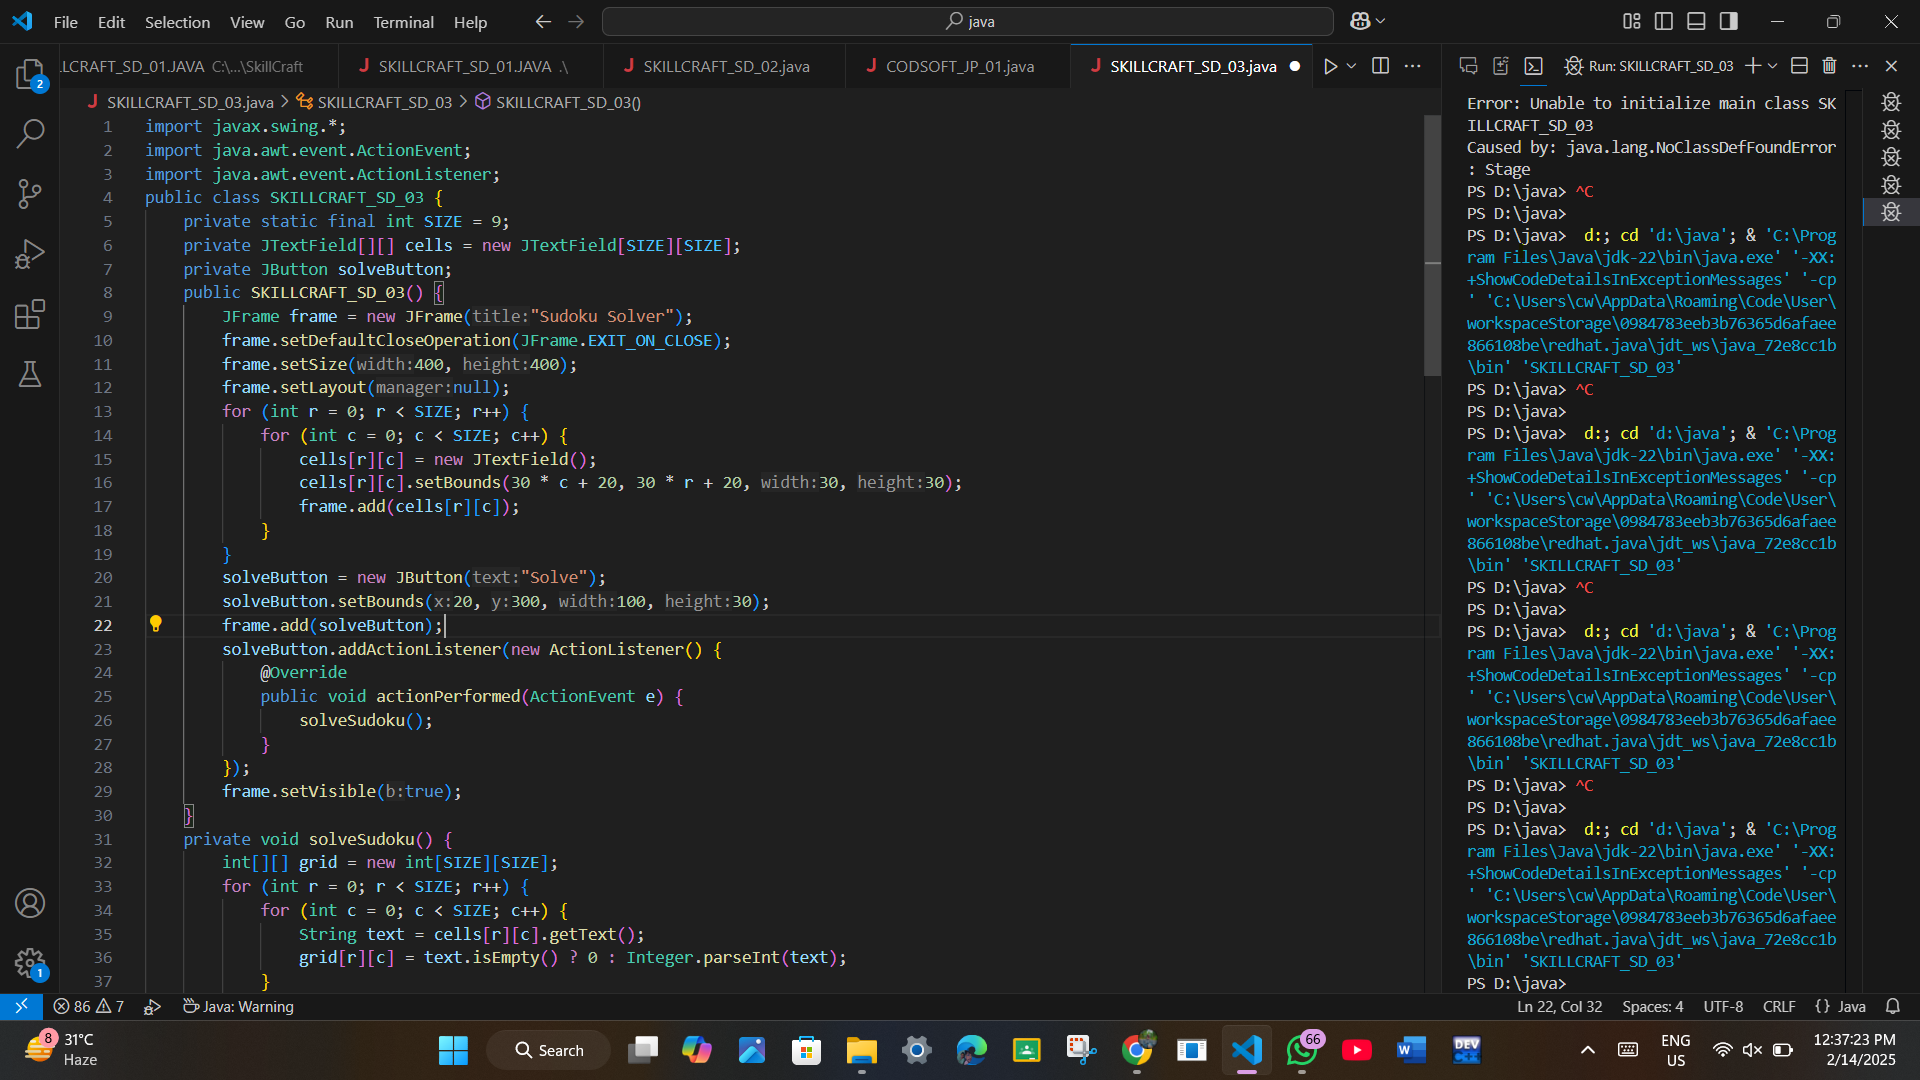 File Edit Selection View Go Run Terminal Help
java
LCRAFT_SD_01.JAVA C:\...\SkillCraft
SKILLCRAFT_SD_01.JAVA .\
SKILLCRAFT_SD_02.java
CODSOFT_JP_01.java
SKILLCRAFT_SD_03.java
Run: SKILLCRAFT_SD_03
SKILLCRAFT_SD_03.java > SKILLCRAFT_SD_03 > SKILLCRAFT_SD_03()
1 import javax.swing.*;
2 import java.awt.event.ActionEvent;
3 import java.awt.event.ActionListener;
4 public class SKILLCRAFT_SD_03 {
5 private static final int SIZE = 9;
6 private JTextField[][] cells = new JTextField[SIZE][SIZE];
7 private JButton solveButton;
8 public SKILLCRAFT_SD_03() {
9 JFrame frame = new JFrame(title:"Sudoku Solver");
10 frame.setDefaultCloseOperation(JFrame.EXIT_ON_CLOSE);
11 frame.setSize(width:400, height:400);
12 frame.setLayout(manager:null);
13 for (int r = 0; r < SIZE; r++) {
14 for (int c = 0; c < SIZE; c++) {
15 cells[r][c] = new JTextField();
16 cells[r][c].setBounds(30 * c + 20, 30 * r + 20, width:30, height:30);
17 frame.add(cells[r][c]);
18 }
19 }
20 solveButton = new JButton(text:"Solve");
21 solveButton.setBounds(x:20, y:300, width:100, height:30);
22 frame.add(solveButton);
23 solveButton.addActionListener(new ActionListener() {
24 @Override
25 public void actionPerformed(ActionEvent e) {
26 solveSudoku();
27 }
28 });
29 frame.setVisible(b:true);
30 }
31 private void solveSudoku() {
32 int[][] grid = new int[SIZE][SIZE];
33 for (int r = 0; r < SIZE; r++) {
34 for (int c = 0; c < SIZE; c++) {
35 String text = cells[r][c].getText();
36 grid[r][c] = text.isEmpty() ? 0 : Integer.parseInt(text);
37 }
Error: Unable to initialize main class SK
ILLCRAFT_SD_03
Caused by: java.lang.NoClassDefFoundError
: Stage
PS D:\java> ^C
PS D:\java>
PS D:\java> d:; cd 'd:\java'; & 'C:\Prog
ram Files\Java\jdk-22\bin\java.exe' '-XX:
+ShowCodeDetailsInExceptionMessages' '-cp
' 'C:\Users\cw\AppData\Roaming\Code\User\
workspaceStorage\0984783eeb3b76365d6afaee
866108be\redhat.java\jdt_ws\java_72e8cc1b
\bin' 'SKILLCRAFT_SD_03'
PS D:\java> ^C
PS D:\java>
PS D:\java> d:; cd 'd:\java'; & 'C:\Prog
ram Files\Java\jdk-22\bin\java.exe' '-XX:
+ShowCodeDetailsInExceptionMessages' '-cp
' 'C:\Users\cw\AppData\Roaming\Code\User\
workspaceStorage\0984783eeb3b76365d6afaee
866108be\redhat.java\jdt_ws\java_72e8cc1b
\bin' 'SKILLCRAFT_SD_03'
PS D:\java> ^C
PS D:\java>
PS D:\java> d:; cd 'd:\java'; & 'C:\Prog
ram Files\Java\jdk-22\bin\java.exe' '-XX:
+ShowCodeDetailsInExceptionMessages' '-cp
' 'C:\Users\cw\AppData\Roaming\Code\User\
workspaceStorage\0984783eeb3b76365d6afaee
866108be\redhat.java\jdt_ws\java_72e8cc1b
\bin' 'SKILLCRAFT_SD_03'
PS D:\java> ^C
PS D:\java>
PS D:\java> d:; cd 'd:\java'; & 'C:\Prog
ram Files\Java\jdk-22\bin\java.exe' '-XX:
+ShowCodeDetailsInExceptionMessages' '-cp
' 'C:\Users\cw\AppData\Roaming\Code\User\
workspaceStorage\0984783eeb3b76365d6afaee
866108be\redhat.java\jdt_ws\java_72e8cc1b
\bin' 'SKILLCRAFT_SD_03'
PS D:\java>
2
1
86 7 Java: Warning
Ln 22, Col 32 Spaces: 4 UTF-8 CRLF {} Java
8
31°C
Haze
Search
66
DEV
C++
ENG
US
12:37:23 PM
2/14/2025